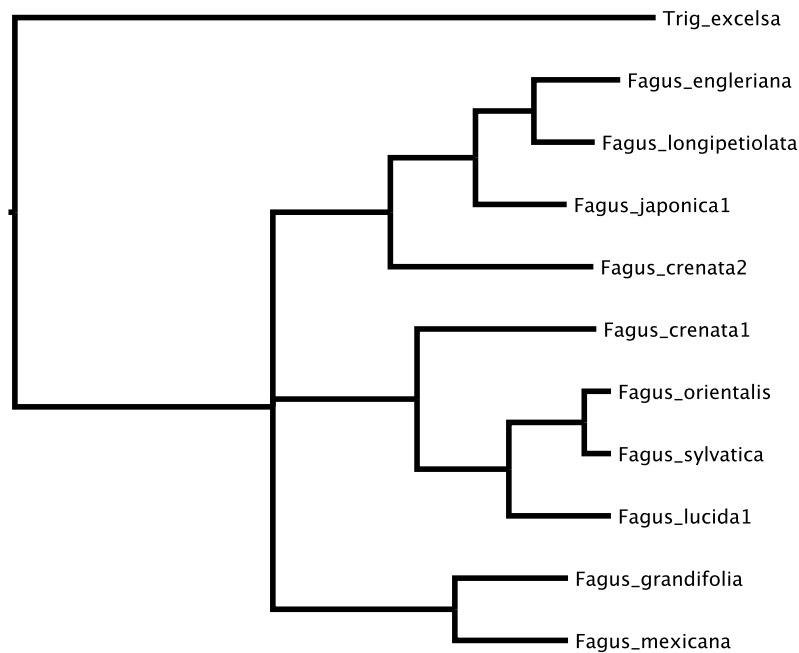 Trig_excelsa
Fagus_engleriana
Fagus_longipetiolata
Fagus_japonica1
Fagus_crenata2
Fagus_crenata1
Fagus_orientalis
Fagus_sylvatica
Fagus_lucida1
Fagus_grandifolia
Fagus_mexicana